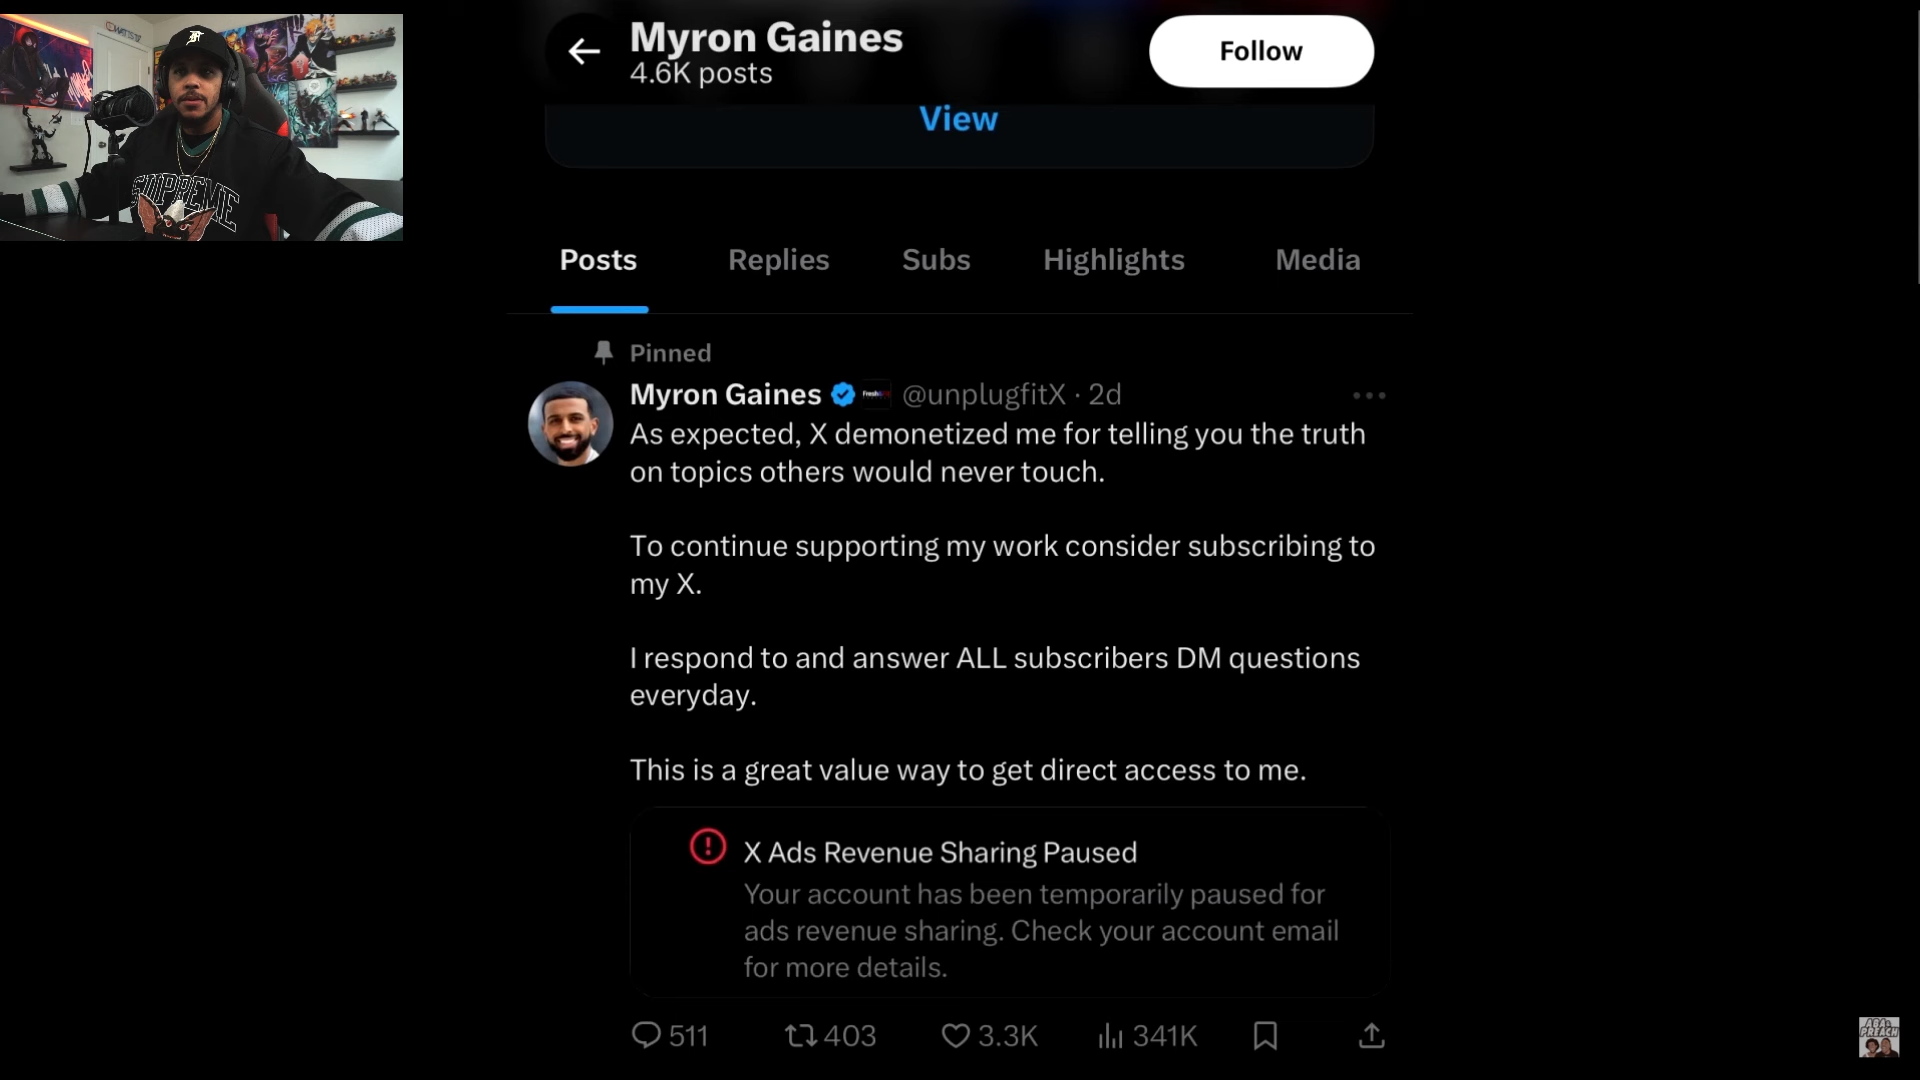 Myron Gaines
4.6K posts
Follow
View
Posts Replies Subs Highlights Media
Pinned
Myron Gaines @unplugfitX · 2d
As expected, X demonetized me for telling you the truth
on topics others would never touch.
To continue supporting my work consider subscribing to
my X.
I respond to and answer ALL subscribers DM questions
everyday.
This is a great value way to get direct access to me.
X Ads Revenue Sharing Paused
Your account has been temporarily paused for
ads revenue sharing. Check your account email
for more details.
511 403 3.3K 341K
SUPREME
PREACH